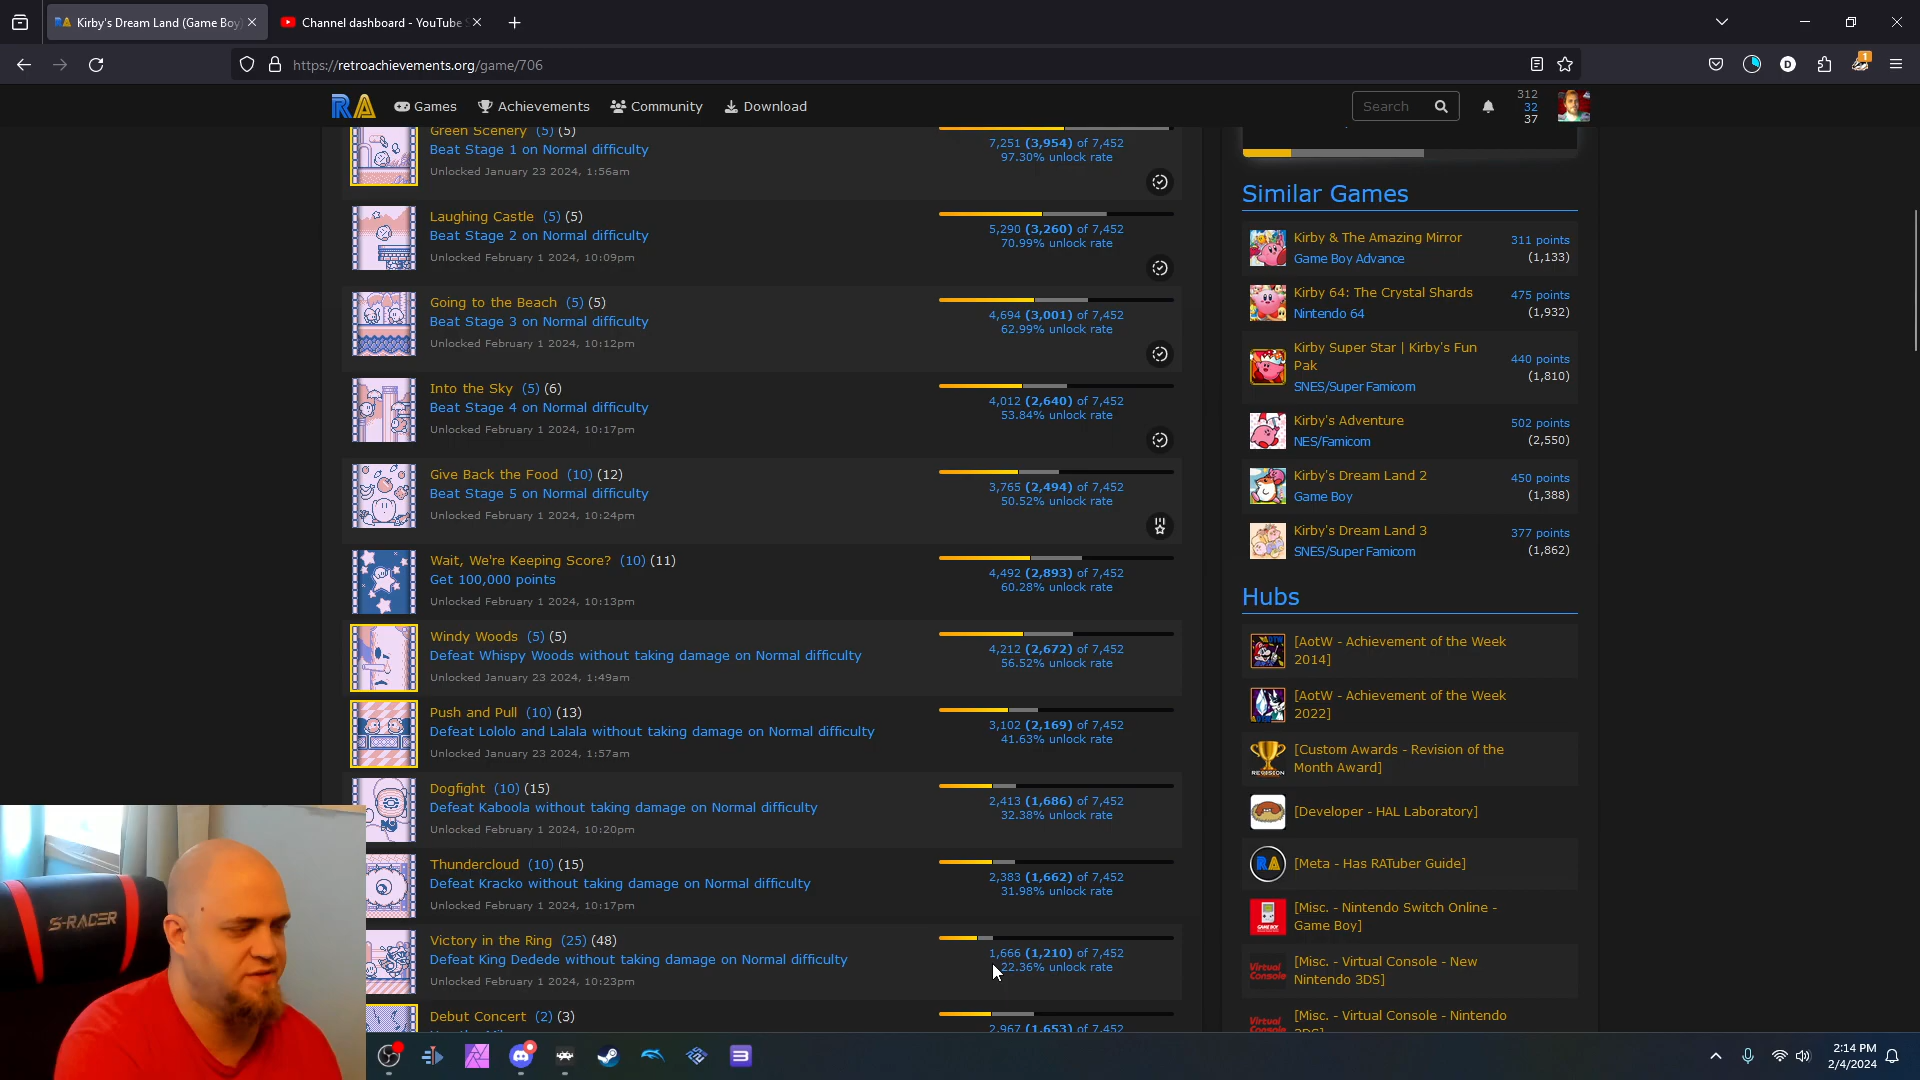 Kirby's Dream Land (Game Boy)
Channel dashboard - YouTube S
https://retroachievements.org/game/706
1
RA
Games
Achievements
Community
Download
Search
312
32
37
Green Scenery (5) (5)
Beat Stage 1 on Normal difficulty
Unlocked January 23 2024, 1:56am
7,251 (3,954) of 7,452
97.30% unlock rate
Laughing Castle (5) (5)
Beat Stage 2 on Normal difficulty
Unlocked February 1 2024, 10:09pm
5,290 (3,260) of 7,452
70.99% unlock rate
Going to the Beach (5) (5)
Beat Stage 3 on Normal difficulty
Unlocked February 1 2024, 10:12pm
4,694 (3,001) of 7,452
62.99% unlock rate
Into the Sky (5) (6)
Beat Stage 4 on Normal difficulty
Unlocked February 1 2024, 10:17pm
4,012 (2,640) of 7,452
53.84% unlock rate
Give Back the Food (10) (12)
Beat Stage 5 on Normal difficulty
Unlocked February 1 2024, 10:24pm
3,765 (2,494) of 7,452
50.52% unlock rate
Wait, We're Keeping Score? (10) (11)
Get 100,000 points
Unlocked February 1 2024, 10:13pm
4,492 (2,893) of 7,452
60.28% unlock rate
Windy Woods (5) (5)
Defeat Whispy Woods without taking damage on Normal difficulty
Unlocked January 23 2024, 1:49am
4,212 (2,672) of 7,452
56.52% unlock rate
Push and Pull (10) (13)
Defeat Lololo and Lalala without taking damage on Normal difficulty
Unlocked January 23 2024, 1:57am
3,102 (2,169) of 7,452
41.63% unlock rate
Dogfight (10) (15)
Defeat Kaboola without taking damage on Normal difficulty
Unlocked February 1 2024, 10:20pm
2,413 (1,686) of 7,452
32.38% unlock rate
Thundercloud (10) (15)
Defeat Kracko without taking damage on Normal difficulty
Unlocked February 1 2024, 10:17pm
2,383 (1,662) of 7,452
31.98% unlock rate
Victory in the Ring (25) (48)
Defeat King Dedede without taking damage on Normal difficulty
Unlocked February 1 2024, 10:23pm
1,666 (1,210) of 7,452
22.36% unlock rate
Debut Concert (2) (3)
2,967 (1,653) of 7,452
Similar Games
Kirby & The Amazing Mirror
Game Boy Advance
311 points
(1,133)
Kirby 64: The Crystal Shards
Nintendo 64
475 points
(1,932)
Kirby Super Star | Kirby's Fun
Pak
SNES/Super Famicom
440 points
(1,810)
Kirby's Adventure
NES/Famicom
502 points
(2,550)
Kirby's Dream Land 2
Game Boy
450 points
(1,388)
Kirby's Dream Land 3
SNES/Super Famicom
377 points
(1,862)
Hubs
[AotW - Achievement of the Week
2014]
[AotW - Achievement of the Week
2022]
[Custom Awards - Revision of the
Month Award]
[Developer - HAL Laboratory]
[Meta - Has RATuber Guide]
[Misc. - Nintendo Switch Online -
Game Boy]
[Misc. - Virtual Console - New
Nintendo 3DS]
[Misc. - Virtual Console - Nintendo
3DS]
S-RACER
2:14 PM
2/4/2024